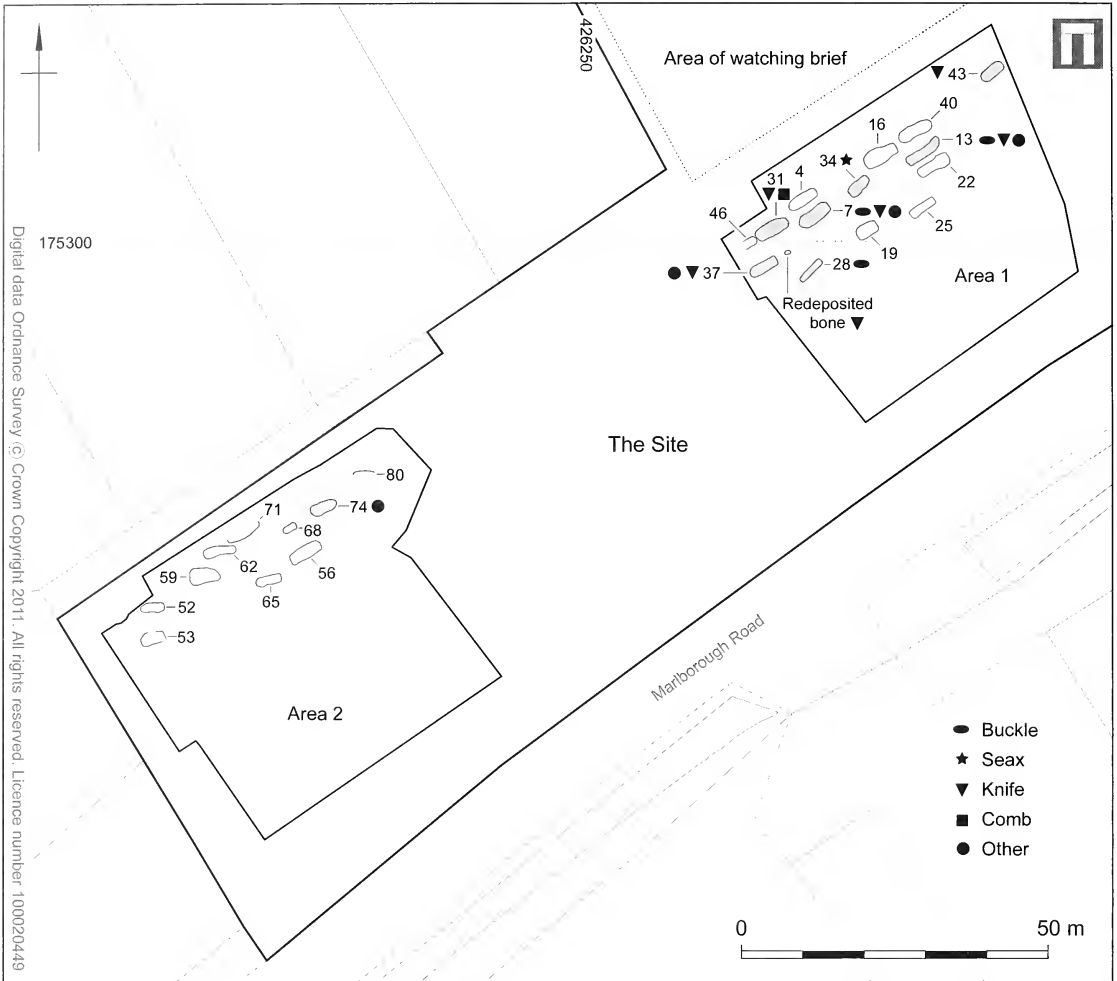 426250
Area of watching brief
43
40
16
13
34
31
4
22
46
7
25
175300
19
37
28
Area 1
Redeposited
bone
The Site
80
71
74
68
62
56
59
65
52
53
Marlborough Road
Area 2
Buckle
Seax
Knife
Comb
Other
0
50 m
Digital data Ordnance Survey © Crown Copyright 2011. All rights reserved. Licence number 100020449